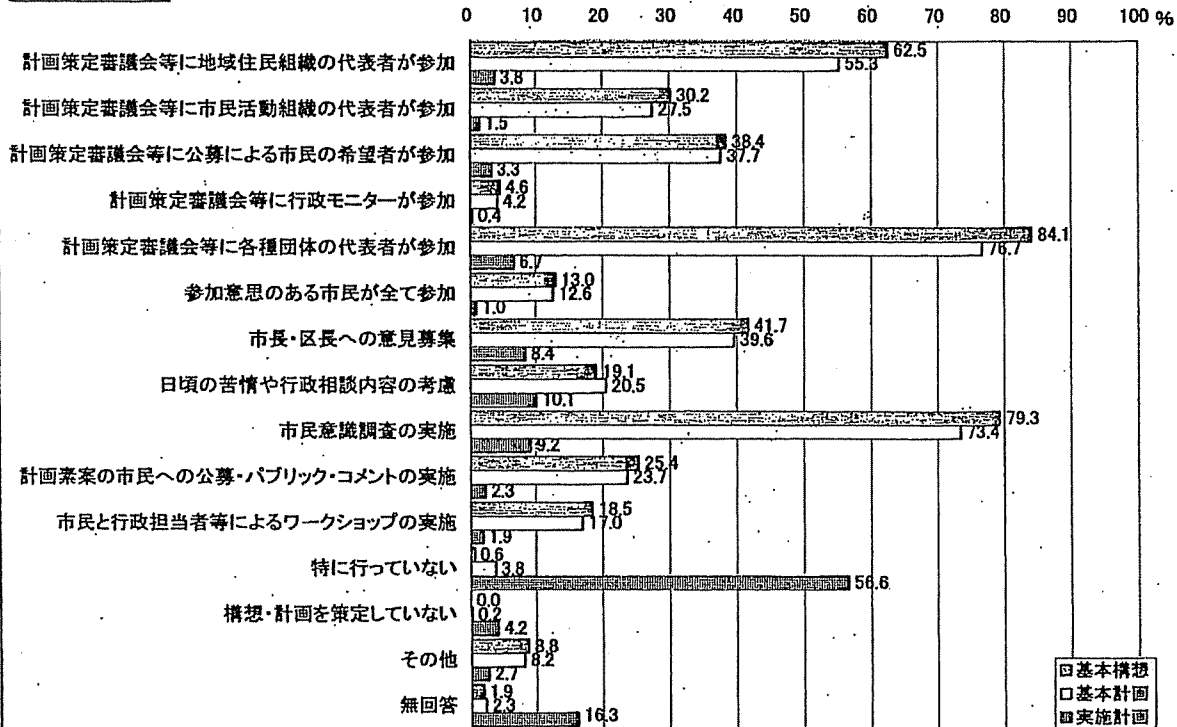 0 10 20 30 40 50 60 70 80 90 100 %
計画策定審議会等に地域住民組織の代表者が参加 62.5 55.3 3.8
計画策定審議会等に市民活動組織の代表者が参加 30.2 27.5 1.5
計画策定審議会等に公募による市民の希望者が参加 38.4 37.7 3.3
計画策定審議会等に行政モニターが参加 4.6 4.2 0.4
計画策定審議会等に各種団体の代表者が参加 84.1 76.7 6.7
参加意思のある市民が全て参加 13.0 12.6 1.0
市長・区長への意見募集 41.7 39.6 8.4
日頃の苦情や行政相談内容の考慮 19.1 20.5 10.1
市民意識調査の実施 79.3 73.4 9.2
計画素案の市民への公募・パブリック・コメントの実施 25.4 23.7 2.3
市民と行政担当者等によるワークショップの実施 18.5 17.0 1.9
特に行っていない 0.6 3.8 56.6
構想・計画を策定していない 0.0 0.2 4.2
その他 8.8 8.2 2.7
無回答 1.9 2.3 16.3
基本構想
基本計画
実施計画